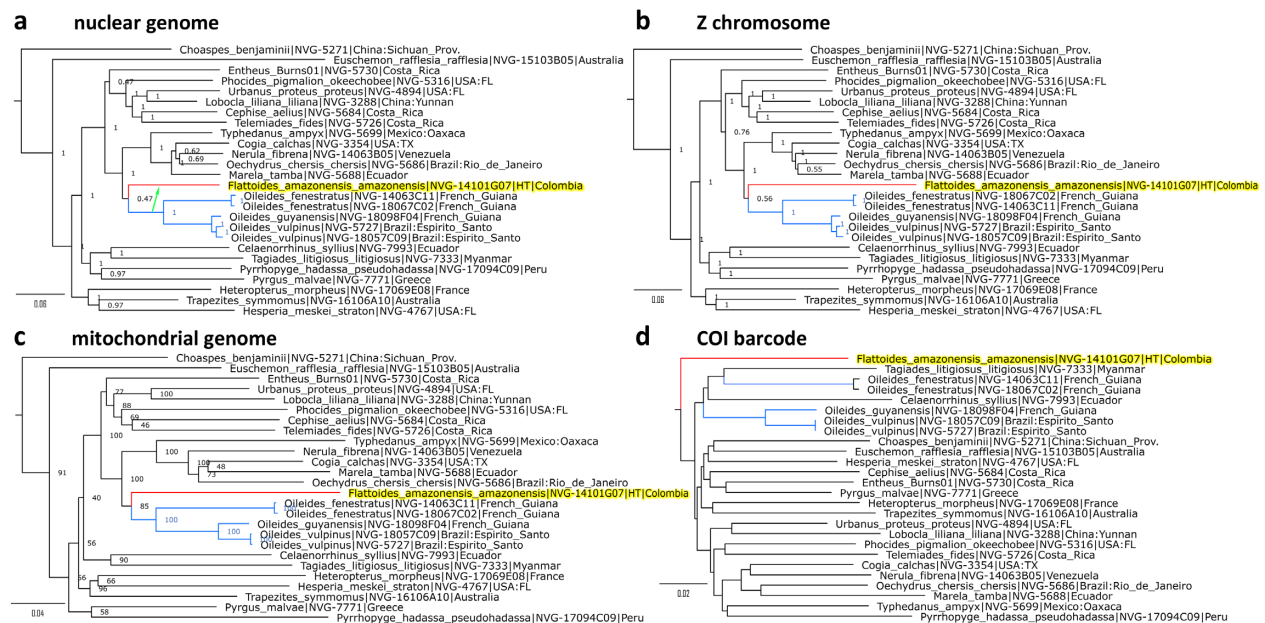 a nuclear genome
Choaspes_benjaminii|NVG-5271|China:Sichuan_Prov.
Euschemon_rafflesia_rafflesia|NVG-15103B05|Australia
Entheus_Burns01|NVG-5730|Costa_Rica
0.47
Phocides_pigmalion_okeechobee|NVG-5316|USA:FL
Urbanus_proteus_proteus|NVG-4894|USA:FL
1
Lobocla_liliana_liliana|NVG-3288|China:Yunnan
1
Cephise_aelius|NVG-5684|Costa_Rica
1
Telemiades_fides|NVG-5726|Costa_Rica
1
Typhedanus_ampyx|NVG-5699|Mexico:Oaxaca
Cogia_calchas|NVG-3354|USA:TX
0.62
Nerula_fibrena|NVG-14063B05|Venezuela
1
0.69
Oechydrus_chersis_chersis|NVG-5686|Brazil:Rio_de_Janeiro
1
Marela_tamba|NVG-5688|Ecuador
Flattoides_amazonensis_amazonensis|NVG-14101G07|HT|Colombia
0.47
Oileides_fenestratus|NVG-14063C11|French_Guiana
Oileides_fenestratus|NVG-18067C02|French_Guiana
1
Oileides_guyanensis|NVG-18098F04|French_Guiana
Oileides_vulpinus|NVG-5727|Brazil:Espirito_Santo
Oileides_vulpinus|NVG-18057C09|Brazil:Espirito_Santo
Celaenorrhinus_syllius|NVG-7993|Ecuador
1
Tagiades_litigiosus_litigiosus|NVG-7333|Myanmar
1
Pyrrhopyge_hadassa_pseudohadassa|NVG-17094C09|Peru
0.97
Pyrgus_malvae|NVG-7771|Greece
Heteropterus_morpheus|NVG-17069E08|France
1
Trapezites_symmomus|NVG-16106A10|Australia
0.97
Hesperia_meskei_straton|NVG-4767|USA:FL
0.06
b Z chromosome
Choaspes_benjaminii|NVG-5271|China:Sichuan_Prov.
Euschemon_rafflesia_rafflesia|NVG-15103B05|Australia
Entheus_Burns01|NVG-5730|Costa_Rica
Phocides_pigmalion_okeechobee|NVG-5316|USA:FL
1
Urbanus_proteus_proteus|NVG-4894|USA:FL
1
Lobocla_liliana_liliana|NVG-3288|China:Yunnan
1
Cephise_aelius|NVG-5684|Costa_Rica
1
Telemiades_fides|NVG-5726|Costa_Rica
0.76
Typhedanus_ampyx|NVG-5699|Mexico:Oaxaca
Cogia_calchas|NVG-3354|USA:TX
1
Nerula_fibrena|NVG-14063B05|Venezuela
1
Oechydrus_chersis_chersis|NVG-5686|Brazil:Rio_de_Janeiro
0.55
Marela_tamba|NVG-5688|Ecuador
Flattoides_amazonensis_amazonensis|NVG-14101G07|HT|Colombia
0.56
Oileides_fenestratus|NVG-18067C02|French_Guiana
Oileides_fenestratus|NVG-14063C11|French_Guiana
1
Oileides_guyanensis|NVG-18098F04|French_Guiana
Oileides_vulpinus|NVG-5727|Brazil:Espirito_Santo
Oileides_vulpinus|NVG-18057C09|Brazil:Espirito_Santo
Celaenorrhinus_syllius|NVG-7993|Ecuador
1
Tagiades_litigiosus_litigiosus|NVG-7333|Myanmar
1
Pyrrhopyge_hadassa_pseudohadassa|NVG-17094C09|Peru
1
Pyrgus_malvae|NVG-7771|Greece
Heteropterus_morpheus|NVG-17069E08|France
1
Trapezites_symmomus|NVG-16106A10|Australia
1
Hesperia_meskei_straton|NVG-4767|USA:FL
0.06
c mitochondrial genome
Choaspes_benjaminii|NVG-5271|China:Sichuan_Prov.
Euschemon_rafflesia_rafflesia|NVG-15103B05|Australia
Entheus_Burns01|NVG-5730|Costa_Rica
77
Urbanus_proteus_proteus|NVG-4894|USA:FL
100
Lobocla_liliana_liliana|NVG-3288|China:Yunnan
88
Phocides_pigmalion_okeechobee|NVG-5316|USA:FL
69
Cephise_aelius|NVG-5684|Costa_Rica
46
Telemiades_fides|NVG-5726|Costa_Rica
100
Typhedanus_ampyx|NVG-5699|Mexico:Oaxaca
100
Nerula_fibrena|NVG-14063B05|Venezuela
100
Cogia_calchas|NVG-3354|USA:TX
48
Marela_tamba|NVG-5688|Ecuador
73
Oechydrus_chersis_chersis|NVG-5686|Brazil:Rio_de_Janeiro
91
100
Flattoides_amazonensis_amazonensis|NVG-14101G07|HT|Colombia
40
85
Oileides_fenestratus|NVG-14063C11|French_Guiana
Oileides_fenestratus|NVG-18067C02|French_Guiana
100
Oileides_guyanensis|NVG-18098F04|French_Guiana
100
Oileides_vulpinus|NVG-18057C09|Brazil:Espirito_Santo
Oileides_vulpinus|NVG-5727|Brazil:Espirito_Santo
56
Celaenorrhinus_syllius|NVG-7993|Ecuador
90
Tagiades_litigiosus_litigiosus|NVG-7333|Myanmar
Heteropterus_morpheus|NVG-17069E08|France
66
Hesperia_meskei_straton|NVG-4767|USA:FL
96
Trapezites_symmomus|NVG-16106A10|Australia
Pyrgus_malvae|NVG-7771|Greece
58
Pyrrhopyge_hadassa_pseudohadassa|NVG-17094C09|Peru
0.04
d COI barcode
Flattoides_amazonensis_amazonensis|NVG-14101G07|HT|Colombia
Tagiades_litigiosus_litigiosus|NVG-7333|Myanmar
Oileides_fenestratus|NVG-14063C11|French_Guiana
Oileides_fenestratus|NVG-18067C02|French_Guiana
Celaenorrhinus_syllius|NVG-7993|Ecuador
Oileides_guyanensis|NVG-18098F04|French_Guiana
Oileides_vulpinus|NVG-18057C09|Brazil:Espirito_Santo
Oileides_vulpinus|NVG-5727|Brazil:Espirito_Santo
Choaspes_benjaminii|NVG-5271|China:Sichuan_Prov.
Euschemon_rafflesia_rafflesia|NVG-15103B05|Australia
Hesperia_meskei_straton|NVG-4767|USA:FL
Cephise_aelius|NVG-5684|Costa_Rica
Entheus_Burns01|NVG-5730|Costa_Rica
Pyrgus_malvae|NVG-7771|Greece
Heteropterus_morpheus|NVG-17069E08|France
Trapezites_symmomus|NVG-16106A10|Australia
Urbanus_proteus_proteus|NVG-4894|USA:FL
Lobocla_liliana_liliana|NVG-3288|China:Yunnan
Phocides_pigmalion_okeechobee|NVG-5316|USA:FL
Telemiades_fides|NVG-5726|Costa_Rica
Cogia_calchas|NVG-3354|USA:TX
Nerula_fibrena|NVG-14063B05|Venezuela
Oechydrus_chersis_chersis|NVG-5686|Brazil:Rio_de_Janeiro
Marela_tamba|NVG-5688|Ecuador
Typhedanus_ampyx|NVG-5699|Mexico:Oaxaca
Pyrrhopyge_hadassa_pseudohadassa|NVG-17094C09|Peru
0.02